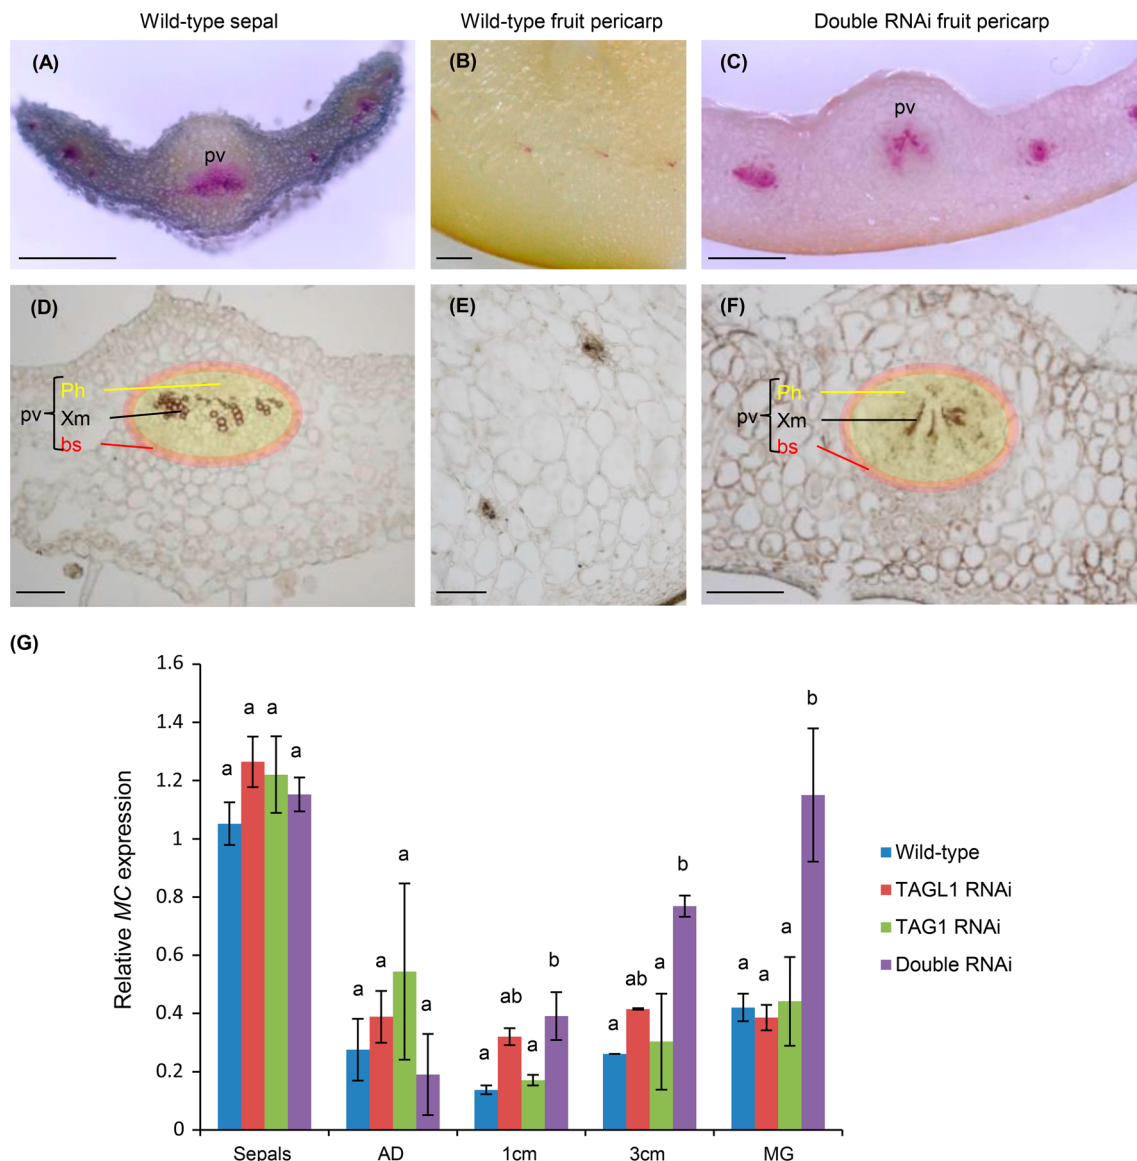 Wild-type sepal
Wild-type fruit pericarp
Double RNAi fruit pericarp
(A)
pv
(B)
(C)
pv
(D)
Ph
pv
Xm
bs
(E)
(F)
Ph
pv
Xm
bs
(G)
Relative MC expression
1.6
1.4
1.2
1
0.8
0.6
0.4
0.2
0
a
a
a
a
a
a
a
a
a
ab
a
b
a
ab
a
b
a
a
a
b
Sepals
AD
1cm
3cm
MG
Wild-type
TAGL1 RNAi
TAG1 RNAi
Double RNAi